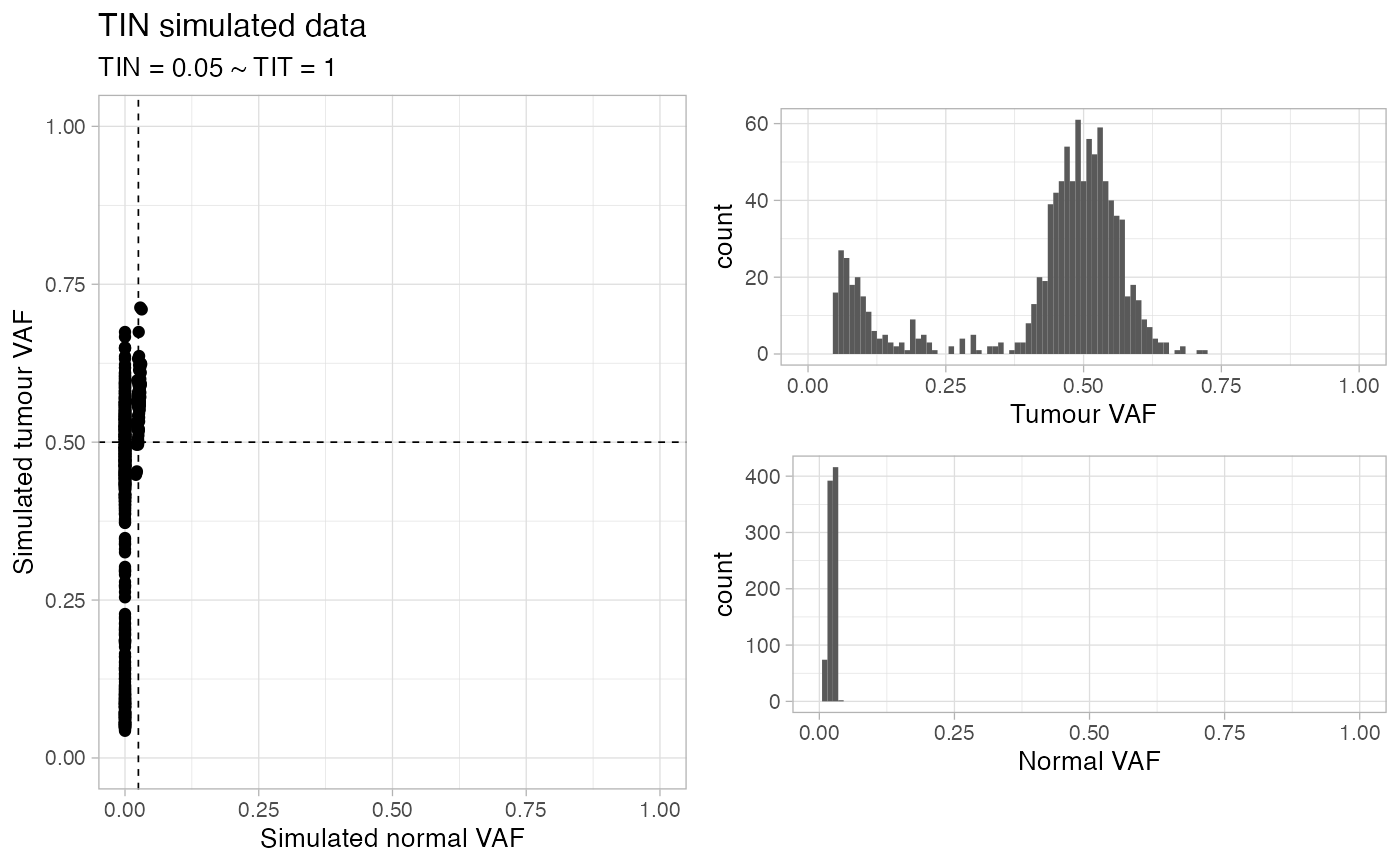 TIN simulated data
TIN = 0.05 ~ TIT = 1
Simulated tumour VAF
1.00
0.75
0.50
0.25
0.00
0.00 0.25 0.50 0.75 1.00
Simulated normal VAF
count
60
40
20
0
0.00 0.25 0.50 0.75 1.00
Tumour VAF
count
400
300
200
100
0
0.00 0.25 0.50 0.75 1.00
Normal VAF